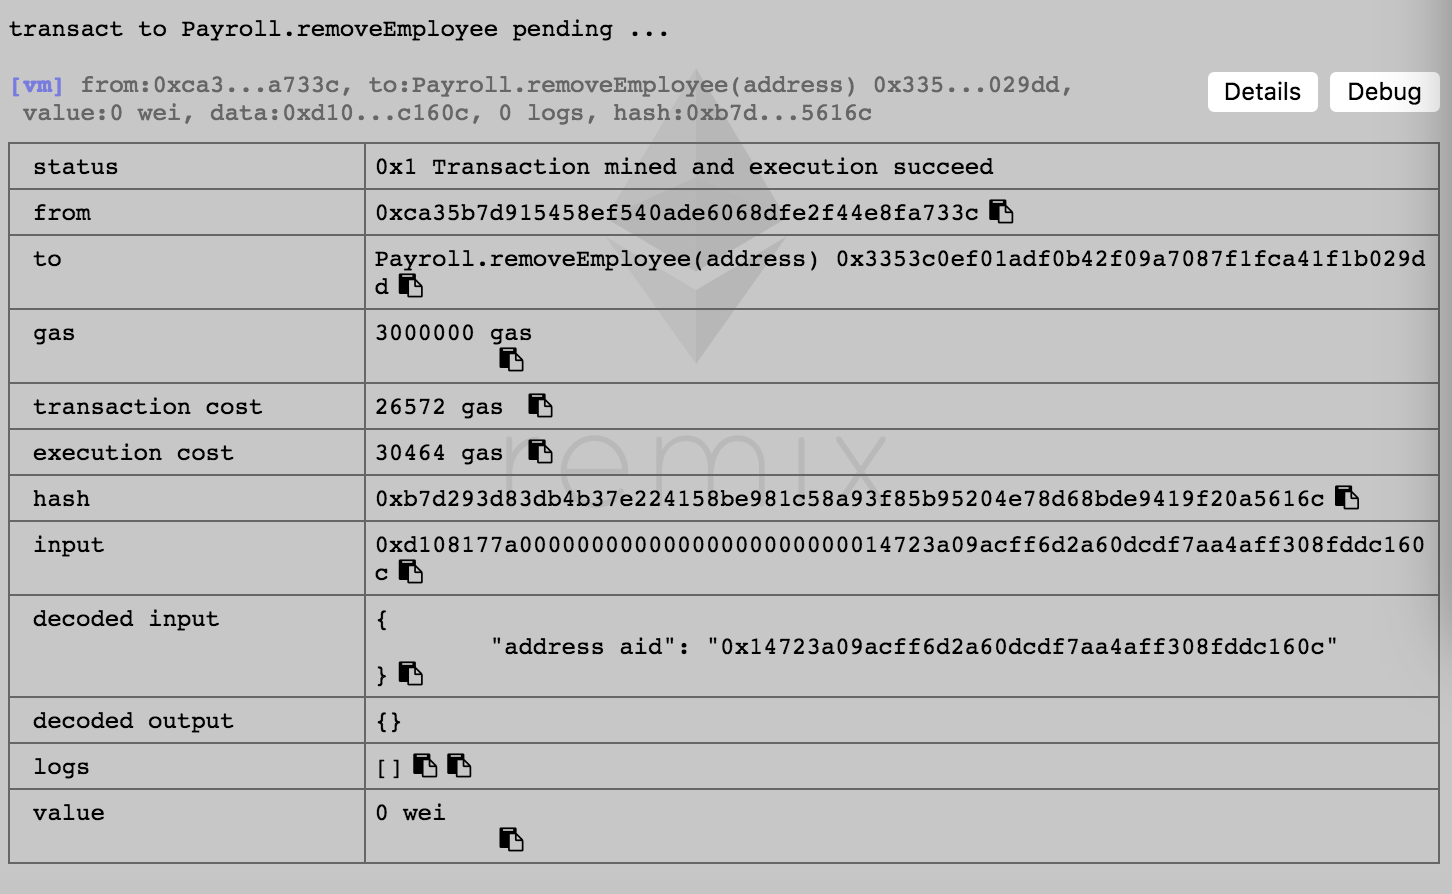 transact to Payroll.removeEmployee pending ...
[vm] from:0xca3...a733c, to:Payroll.removeEmployee(address) 0x335...029dd,
value:0 wei, data:0xd10...c160c, 0 logs, hash:0xb7d...5616c
Details Debug
status 0x1 Transaction mined and execution succeed
from 0xca35b7d915458ef540ade6068dfe2f44e8fa733c
to Payroll.removeEmployee(address) 0x3353c0ef01adf0b42f09a7087f1fca41f1b029d
d
gas 3000000 gas
transaction cost 26572 gas
execution cost 30464 gas
remix
hash 0xb7d293d83db4b37e224158be981c58a93f85b95204e78d68bde9419f20a5616c
input 0xd108177a00000000000000000000000014723a09acff6d2a60dcdf7aa4aff308fddc160
c
decoded input {
"address aid": "0x14723a09acff6d2a60dcdf7aa4aff308fddc160c"
}
decoded output {}
logs []
value 0 wei